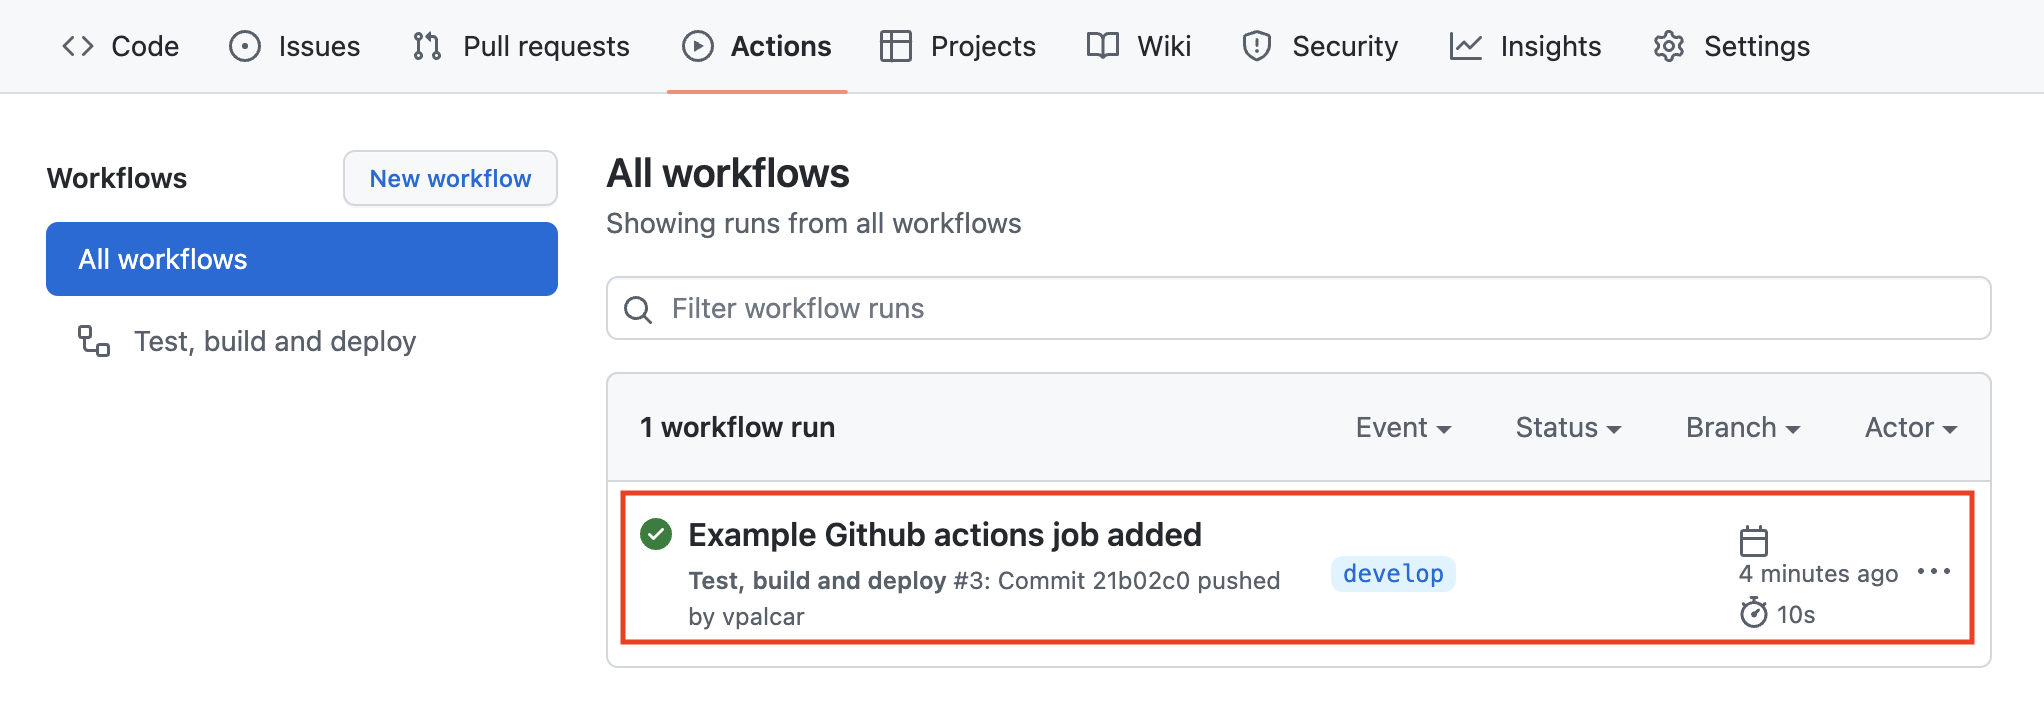 Code Issues Pull requests Actions Projects Wiki Security Insights Settings
Workflows
New workflow
All workflows
Test, build and deploy
All workflows
Showing runs from all workflows
Filter workflow runs
1 workflow run Event Status Branch Actor
Example Github actions job added
Test, build and deploy #3: Commit 21b02c0 pushed
by vpalcar
develop
4 minutes ago
10s